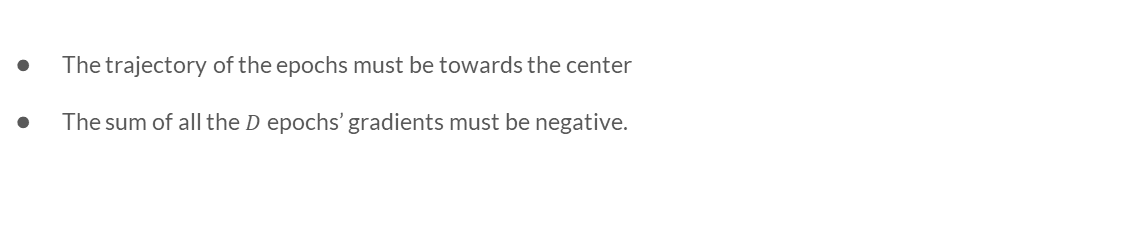 ● The trajectory of the epochs must be towards the center
● The sum of all the D epochs’ gradients must be negative.